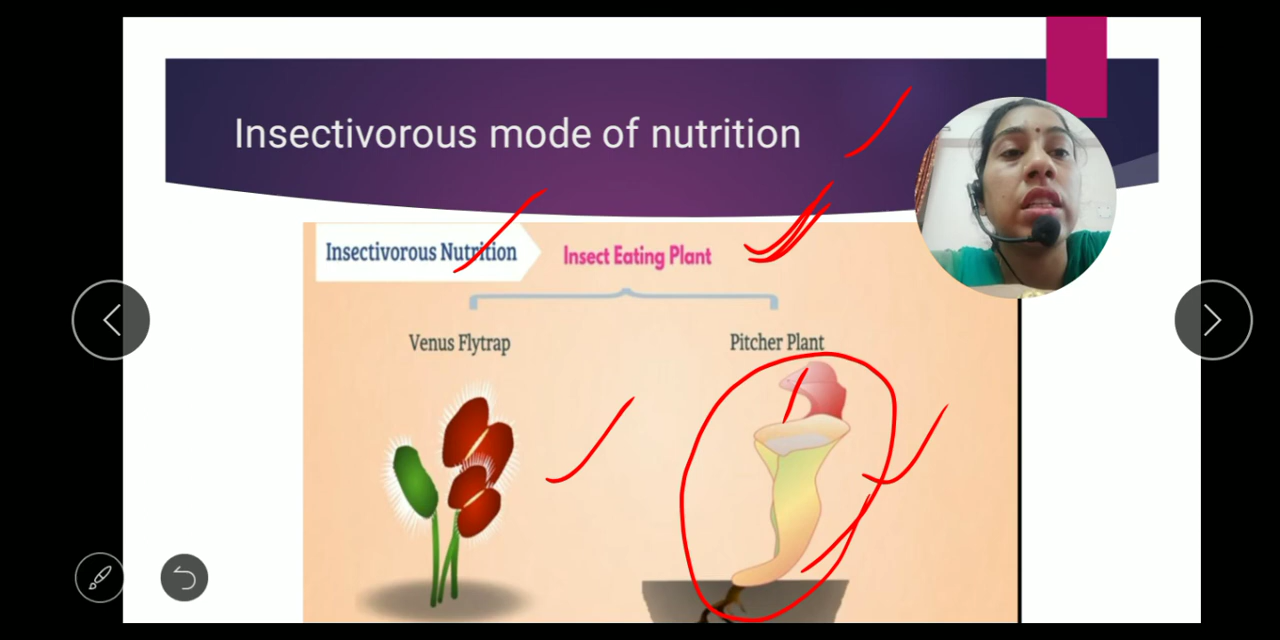 Insectivorous mode of nutrition
Insectivorous Nutrition
Insect Eating Plant
Venus Flytrap
Pitcher Plant